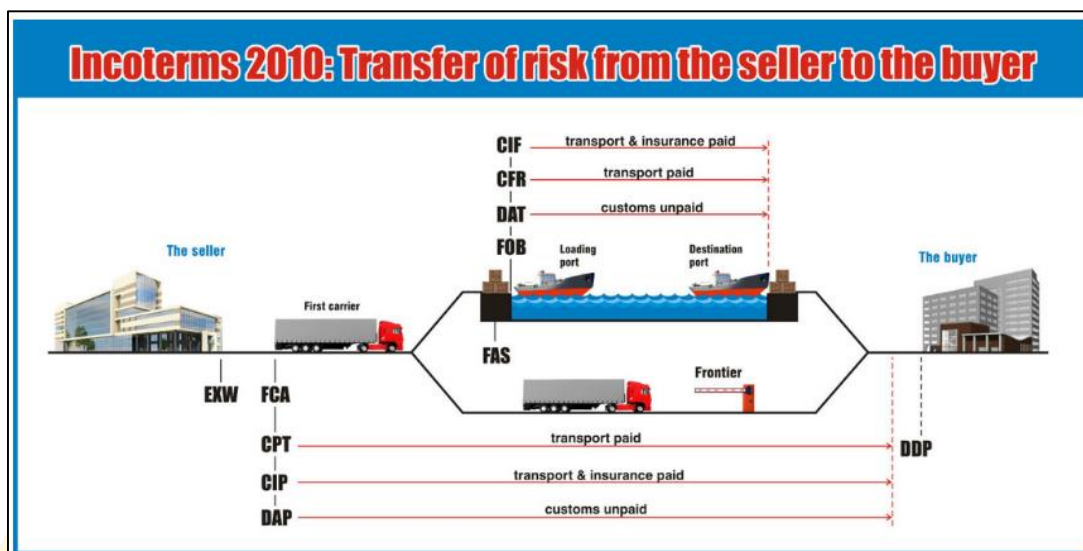 Incoterms 2010: Transfer of risk from the seller to the buyer
CIF transport & insurance paid
CFR transport paid
DAT customs unpaid
FOB
The seller
Loading
port
Destination
port
The buyer
First carrier
FAS
EXW
FCA
Frontier
CPT transport paid
DDP
CIP transport & insurance paid
DAP customs unpaid